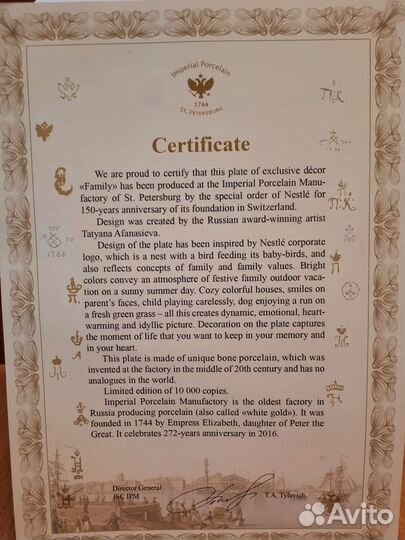 Imperial Porcelain
1744
St. Petersburg
Certificate
We are proud to certify that this plate of exclusive décor
«Family» has been produced at the Imperial Porcelain Manu-
factory of St. Petersburg by the special order of Nestlé for
150-years anniversary of its foundation in Switzerland.
Design was created by the Russian award-winning artist
Tatyana Afanasieva.
Design of the plate has been inspired by Nestlé corporate
logo, which is a nest with a bird feeding its baby-birds, and
also reflects concepts of family and family values. Bright
colors convey an atmosphere of festive family outdoor vaca-
tion on a sunny summer day. Cozy colorful houses, smiles on
parent's faces, child playing carelessly, dog enjoying a run on
a fresh green grass – all this creates dynamic, emotional, heart-
warming and idyllic picture. Decoration on the plate captures
the moment of life that you want to keep in your memory and
in your heart.
This plate is made of unique bone porcelain, which was
invented at the factory in the middle of 20th century and has no
analogues in the world.
Limited edition of 10 000 copies.
Imperial Porcelain Manufactory is the oldest factory in
Russia producing porcelain (also called «white gold»). It was
founded in 1744 by Empress Elizabeth, daughter of Peter the
Great. It celebrates 272-years anniversary in 2016.
Director General
JSC IPM
T.A. Tylevich
Avito